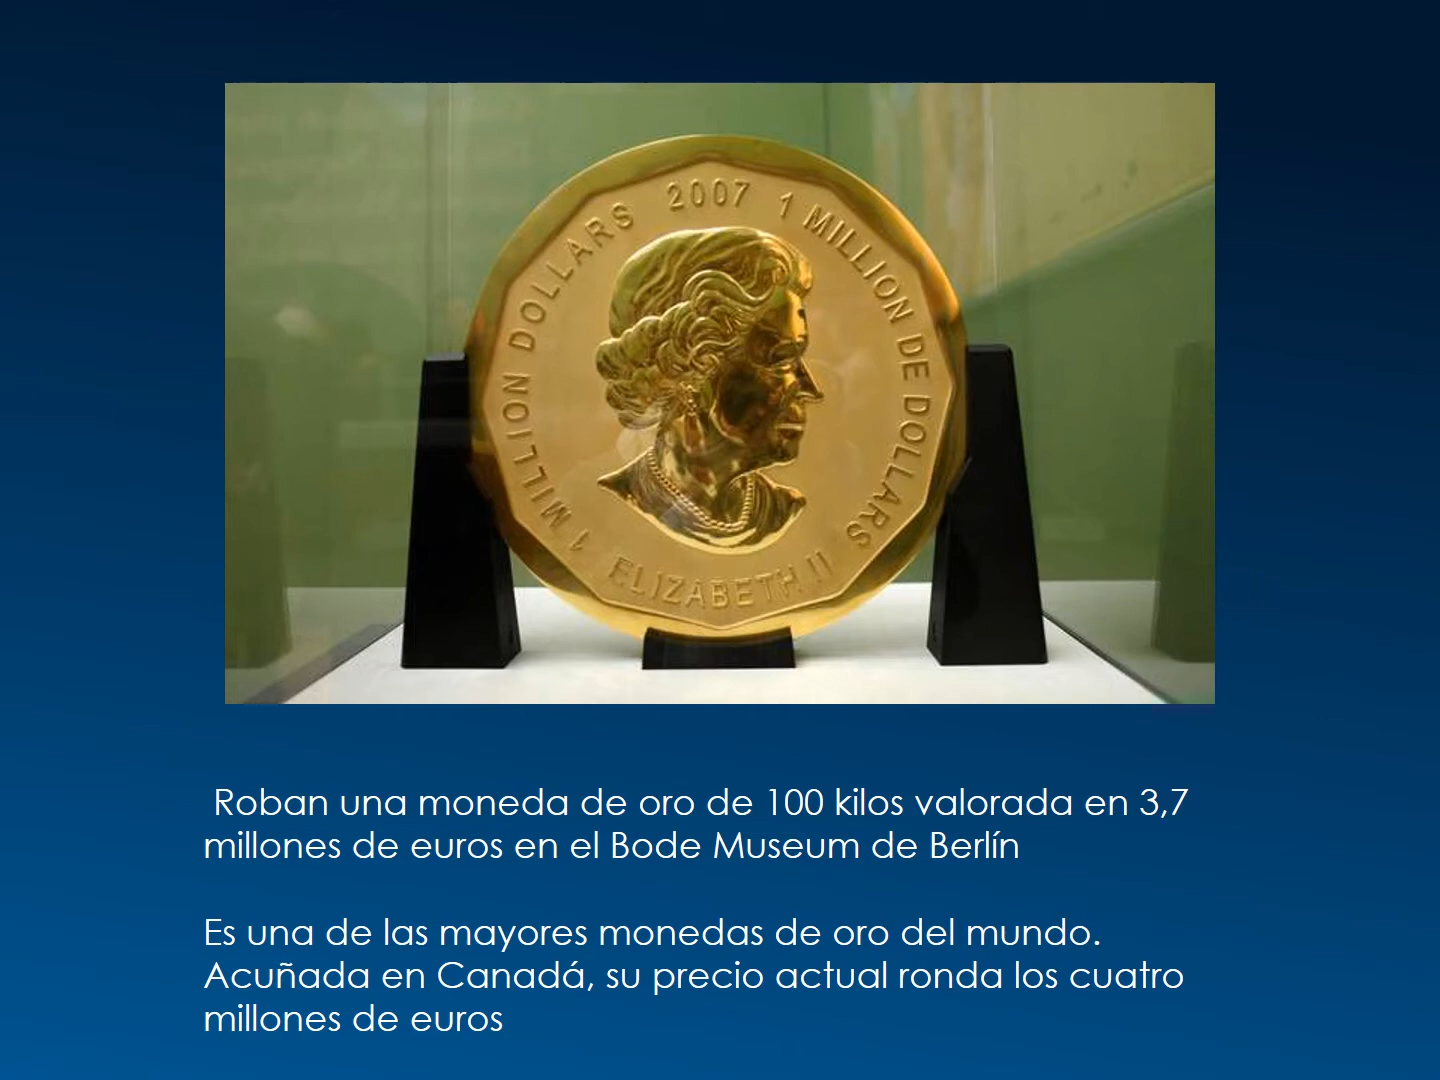 2007
1 MILLION DOLLARS
1 MILLION DE DOLLARS
ELIZABETH II
Roban una moneda de oro de 100 kilos valorada en 3,7
millones de euros en el Bode Museum de Berlín
Es una de las mayores monedas de oro del mundo.
Acuñada en Canadá, su precio actual ronda los cuatro
millones de euros